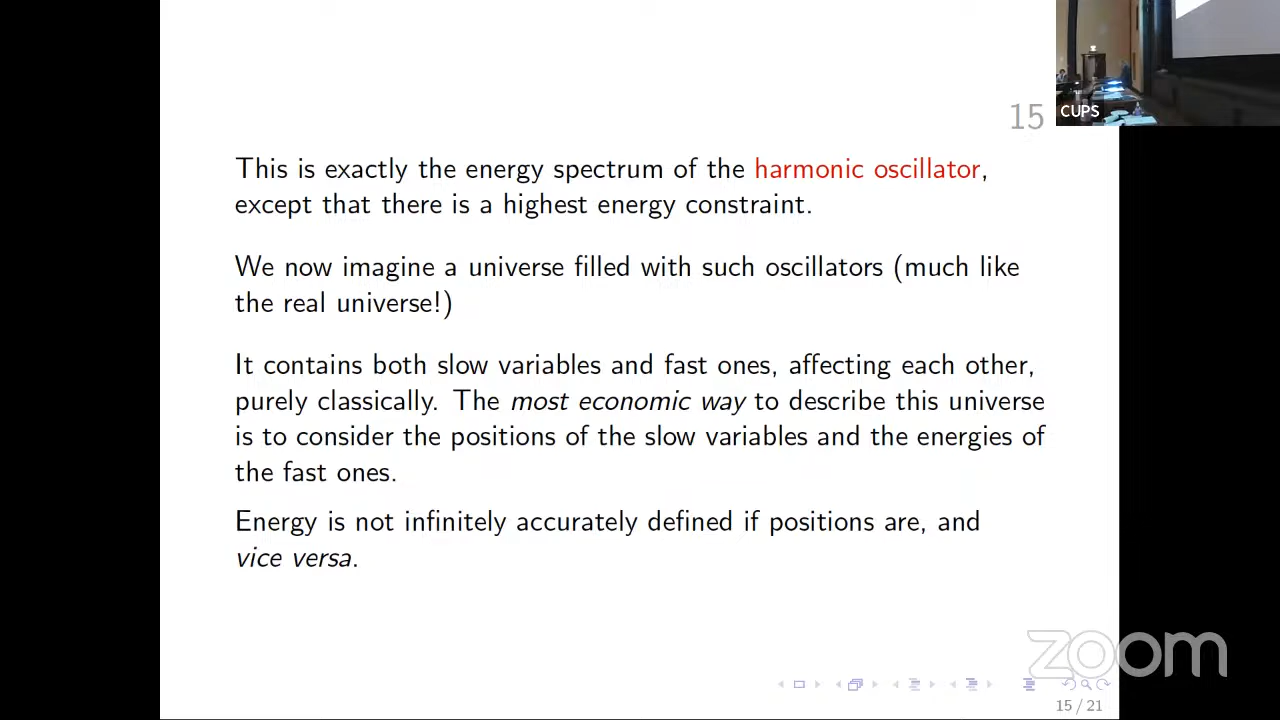 CUPS
15
This is exactly the energy spectrum of the harmonic oscillator,
except that there is a highest energy constraint.
We now imagine a universe filled with such oscillators (much like
the real universe!)
It contains both slow variables and fast ones, affecting each other,
purely classically. The most economic way to describe this universe
is to consider the positions of the slow variables and the energies of
the fast ones.
Energy is not infinitely accurately defined if positions are, and
vice versa.
zoom
15 / 21